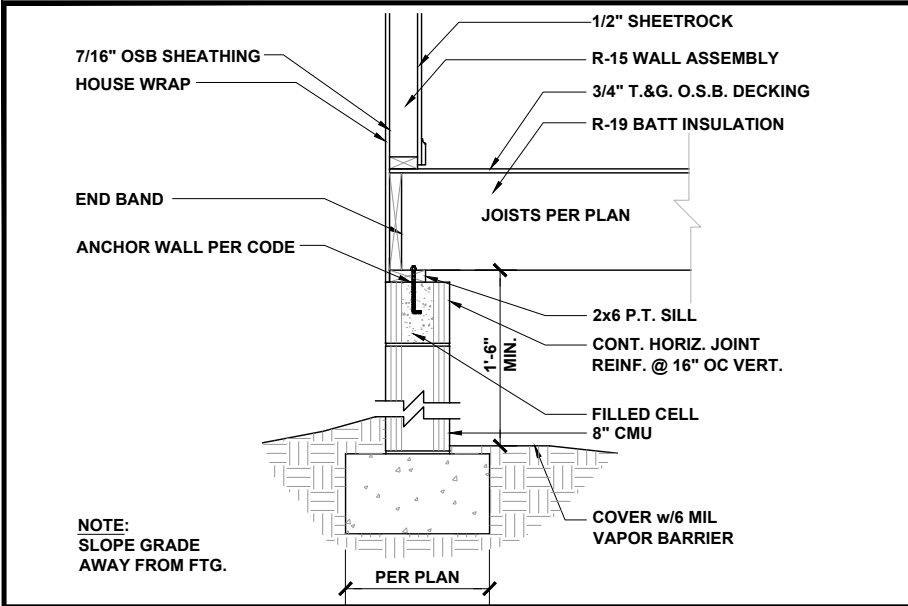 7/16" OSB SHEATHING
HOUSE WRAP
END BAND
ANCHOR WALL PER CODE
1/2" SHEETROCK
R-15 WALL ASSEMBLY
3/4" T.&G. O.S.B. DECKING
R-19 BATT INSULATION
JOISTS PER PLAN
2x6 P.T. SILL
CONT. HORIZ. JOINT
REINF. @ 16" OC VERT.
1'-6"
MIN.
FILLED CELL
8" CMU
COVER w/6 MIL
VAPOR BARRIER
NOTE:
SLOPE GRADE
AWAY FROM FTG.
PER PLAN